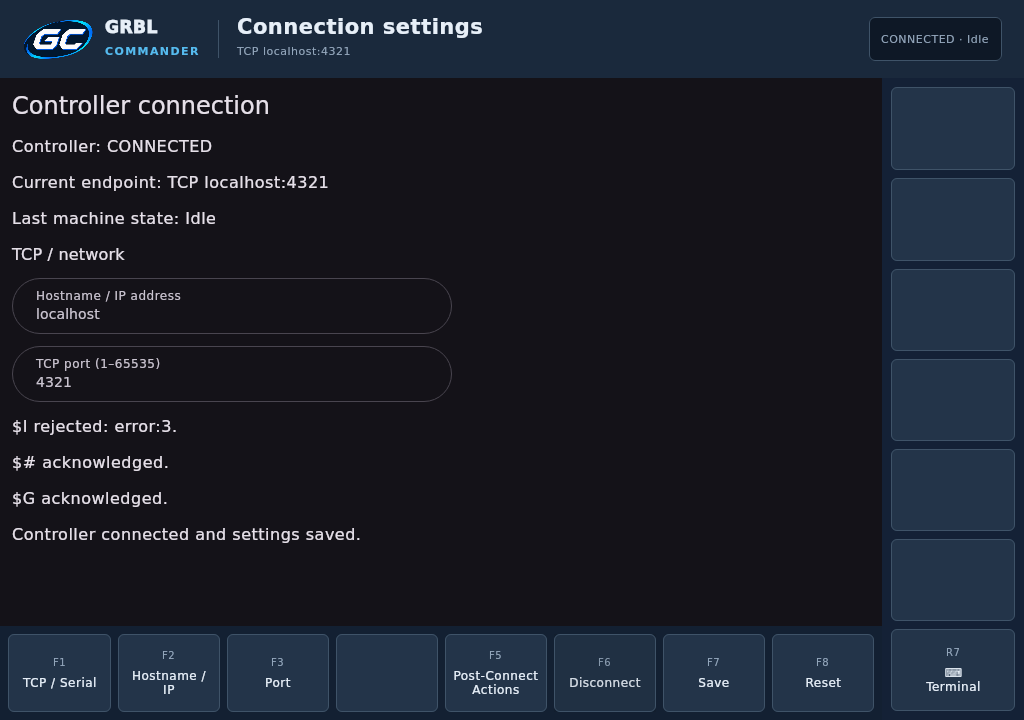 GC
GRBL
COMMANDER
Connection settings
TCP localhost:4321
CONNECTED · Idle
Controller connection
Controller: CONNECTED
Current endpoint: TCP localhost:4321
Last machine state: Idle
TCP / network
Hostname / IP address
localhost
TCP port (1–65535)
4321
$I rejected: error:3.
$# acknowledged.
$G acknowledged.
Controller connected and settings saved.
F1
TCP / Serial
F2
Hostname /
IP
F3
Port
F5
Post-Connect
Actions
F6
Disconnect
F7
Save
F8
Reset
R7
⌨
Terminal